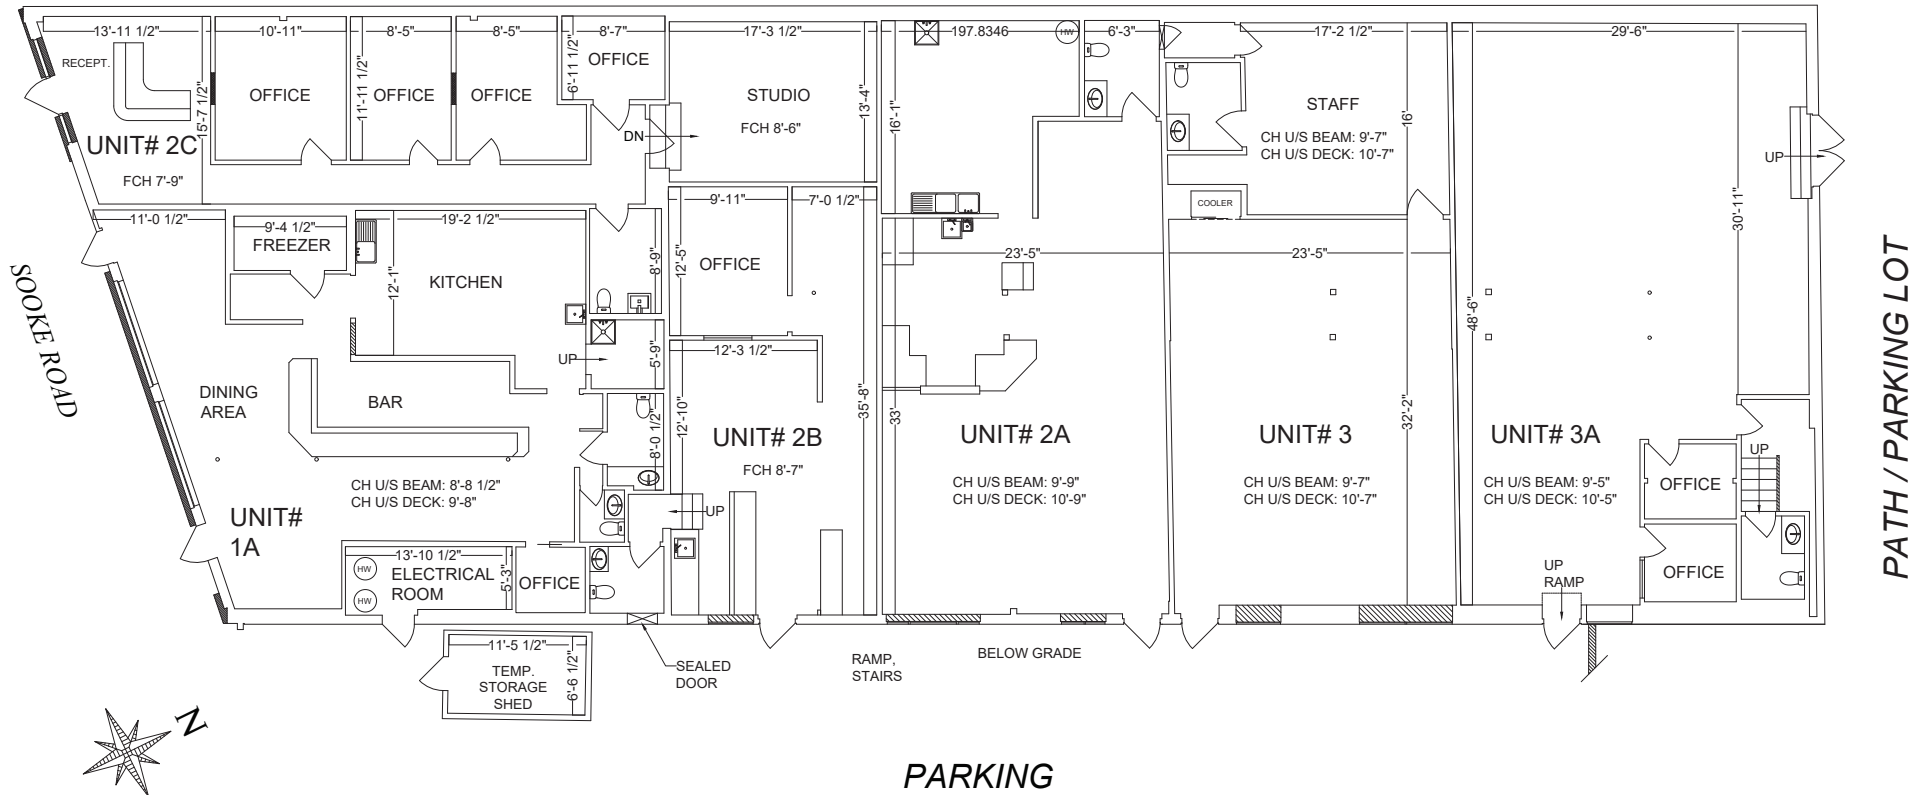 13'-11 1/2"
10'-11"
8'-5"
8'-5"
8'-7"
17'-3 1/2"
197.8346
HW
6'-3"
17'-2 1/2"
29'-6"
RECEPT.
OFFICE
11'-11 1/2"
OFFICE
OFFICE
6'-11 1/2"
OFFICE
STUDIO
FCH 8'-6"
13'-4"
16'-1"
STAFF
CH U/S BEAM: 9'-7"
CH U/S DECK: 10'-7"
16'
UNIT# 2C
15'-7 1/2"
FCH 7'-9"
DN
UP
11'-0 1/2"
9'-4 1/2"
FREEZER
19'-2 1/2"
12'-1"
KITCHEN
8'-9"
9'-11"
7'-0 1/2"
12'-5"
OFFICE
COOLER
23'-5"
23'-5"
30'-11"
48'-6"
SOOKE ROAD
PATH / PARKING LOT
UP
5'-9"
12'-3 1/2"
DINING
AREA
BAR
8'-0 1/2"
12'-10"
35'-8"
33'
32'-2"
UNIT# 2B
FCH 8'-7"
UNIT# 2A
CH U/S BEAM: 9'-9"
CH U/S DECK: 10'-9"
UNIT# 3
CH U/S BEAM: 9'-7"
CH U/S DECK: 10'-7"
UNIT# 3A
CH U/S BEAM: 9'-5"
CH U/S DECK: 10'-5"
UP
OFFICE
CH U/S BEAM: 8'-8 1/2"
CH U/S DECK: 9'-8"
UNIT#
1A
UP
13'-10 1/2"
HW
HW
ELECTRICAL
ROOM
5'-3"
OFFICE
UP
RAMP
OFFICE
11'-5 1/2"
TEMP.
STORAGE
SHED
6'-6 1/2"
SEALED
DOOR
RAMP,
STAIRS
BELOW GRADE
N
PARKING